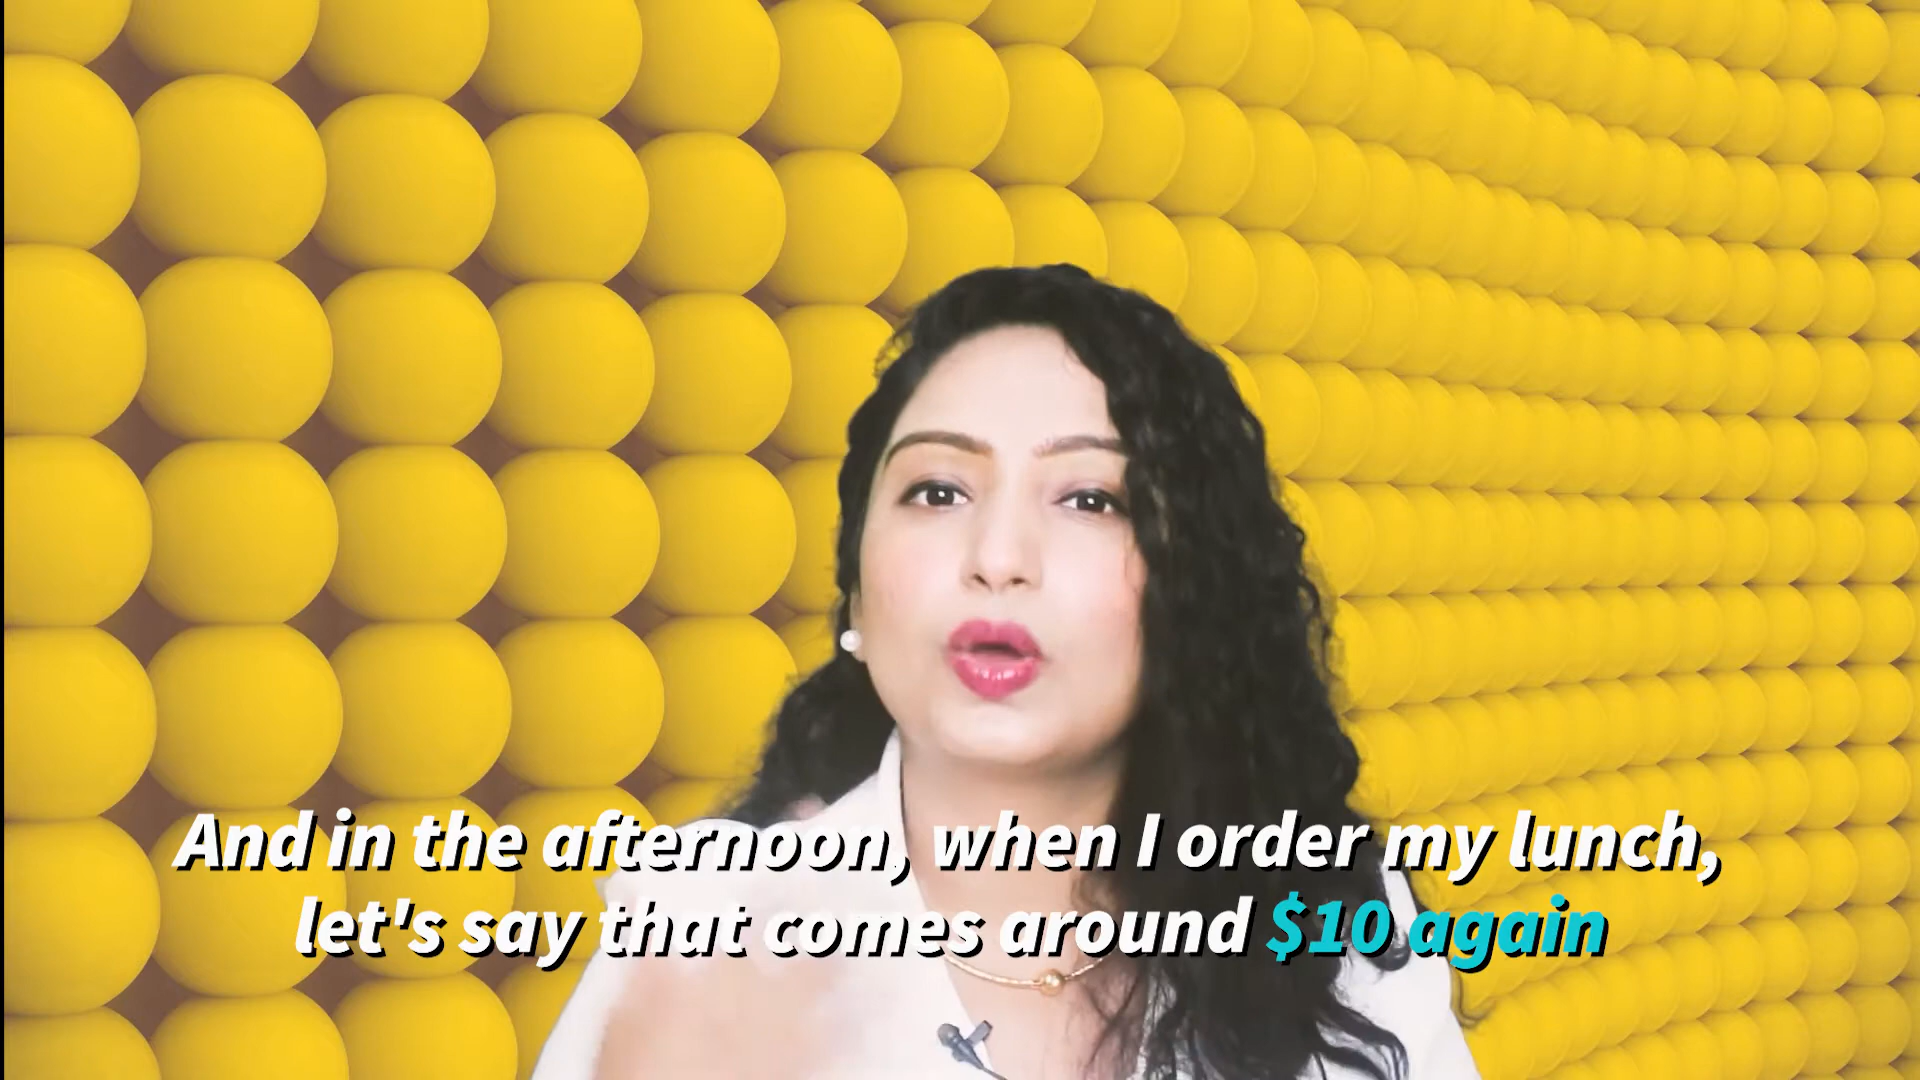 And in the afternoon, when I order my lunch,
let's say that comes around $10 again